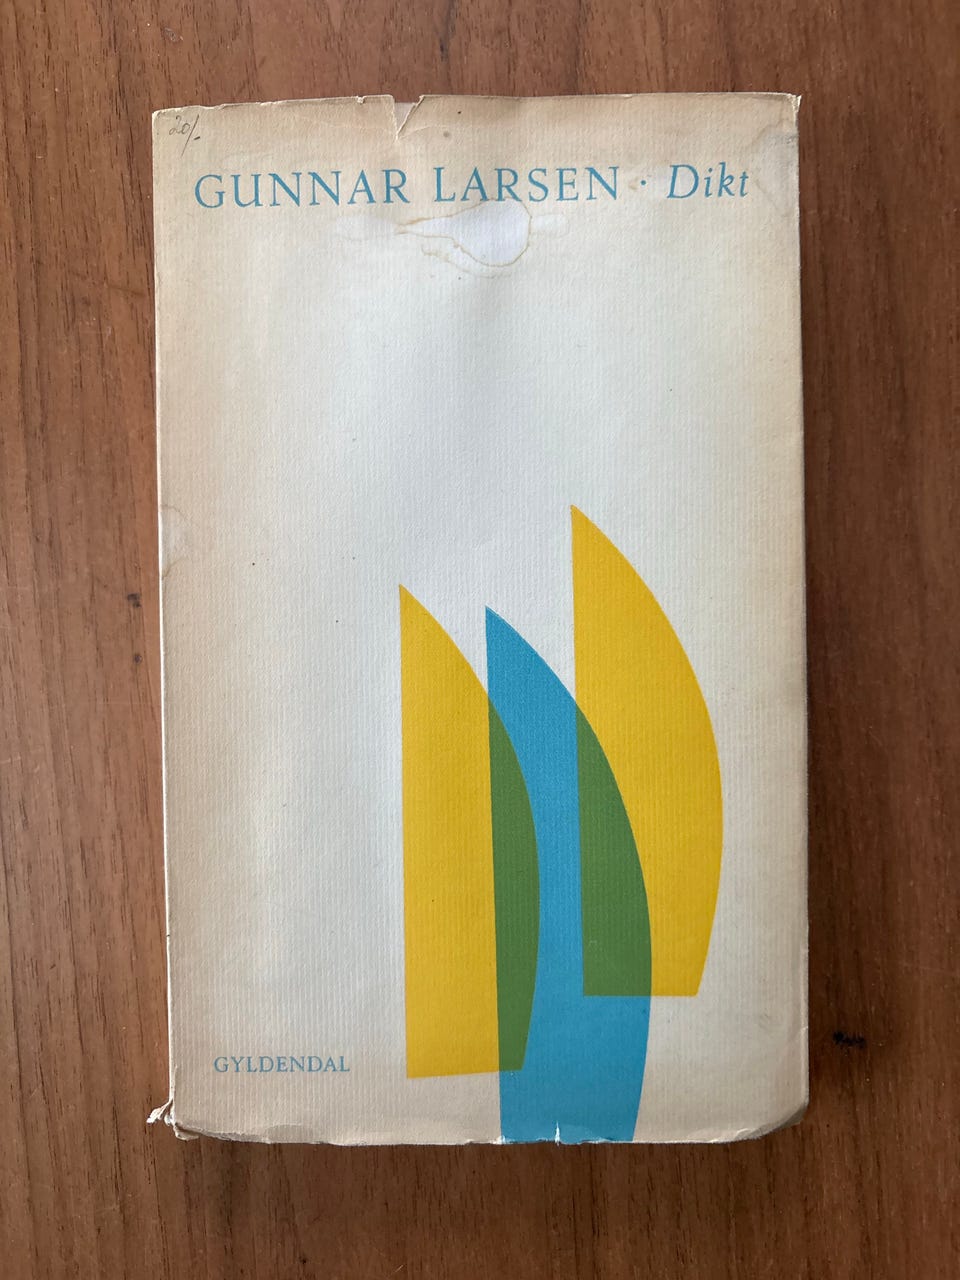 20/-
GUNNAR LARSEN · Dikt
GYLDENDAL